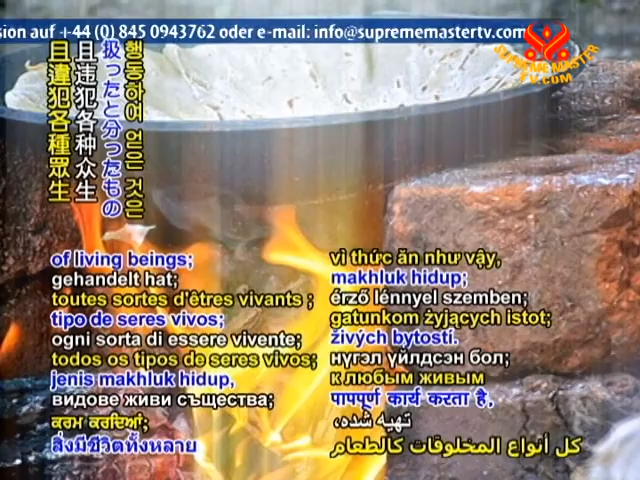 sion auf +44 (0) 845 0943762 oder e-mail: info@suprememastertv.com
SUPREME MASTER
TV.COM
행동하여 얻은 것은
扱ったと分ったもの
且违犯各种众生
且違犯各種眾生
of living beings;
gehandelt hat;
toutes sortes d'êtres vivants ;
tipo de seres vivos;
ogni sorta di essere vivente;
todos os tipos de seres vivos;
jenis makhluk hidup,
видове живи същества;
ਕਰਮ ਕਰਦਿਆਂ;
สิ่งมีชีวิตทั้งหลาย
vì thức ăn như vậy,
makhluk hidup;
érző lénnyel szemben;
gatunkom żyjących istot;
živých bytostí.
нүгэл үйлдсэн бол;
к любым живым
पापपूर्ण कार्य करता है,
تهیه شده،
كل أنواع المخلوقات كالطعام